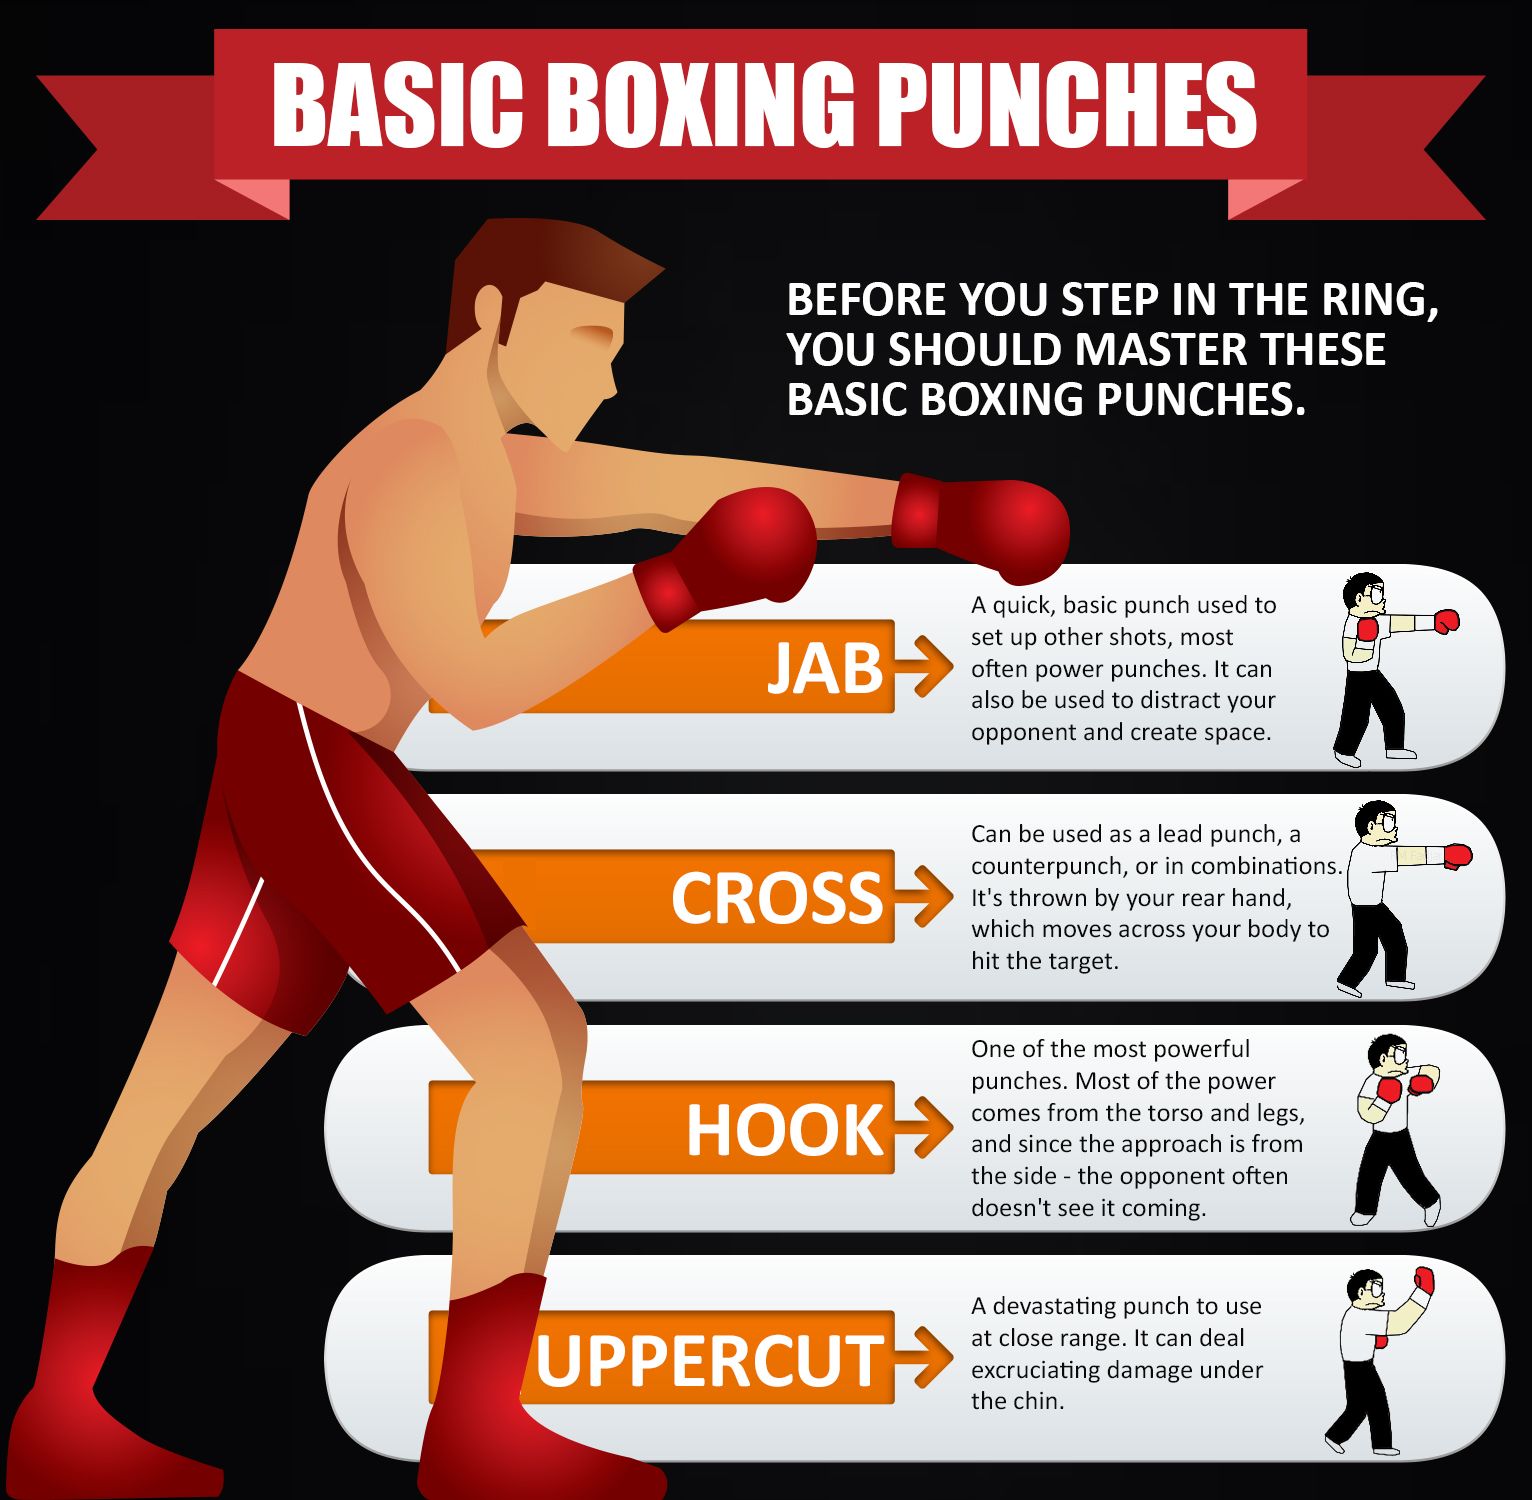 BASIC BOXING PUNCHES
BEFORE YOU STEP IN THE RING,
YOU SHOULD MASTER THESE
BASIC BOXING PUNCHES.
JAB
A quick, basic punch used to
set up other shots, most
often power punches. It can
also be used to distract your
opponent and create space.
CROSS
Can be used as a lead punch, a
counterpunch, or in combinations.
It's thrown by your rear hand,
which moves across your body to
hit the target.
HOOK
One of the most powerful
punches. Most of the power
comes from the torso and legs,
and since the approach is from
the side - the opponent often
doesn't see it coming.
UPPERCUT
A devastating punch to use
at close range. It can deal
excruciating damage under
the chin.